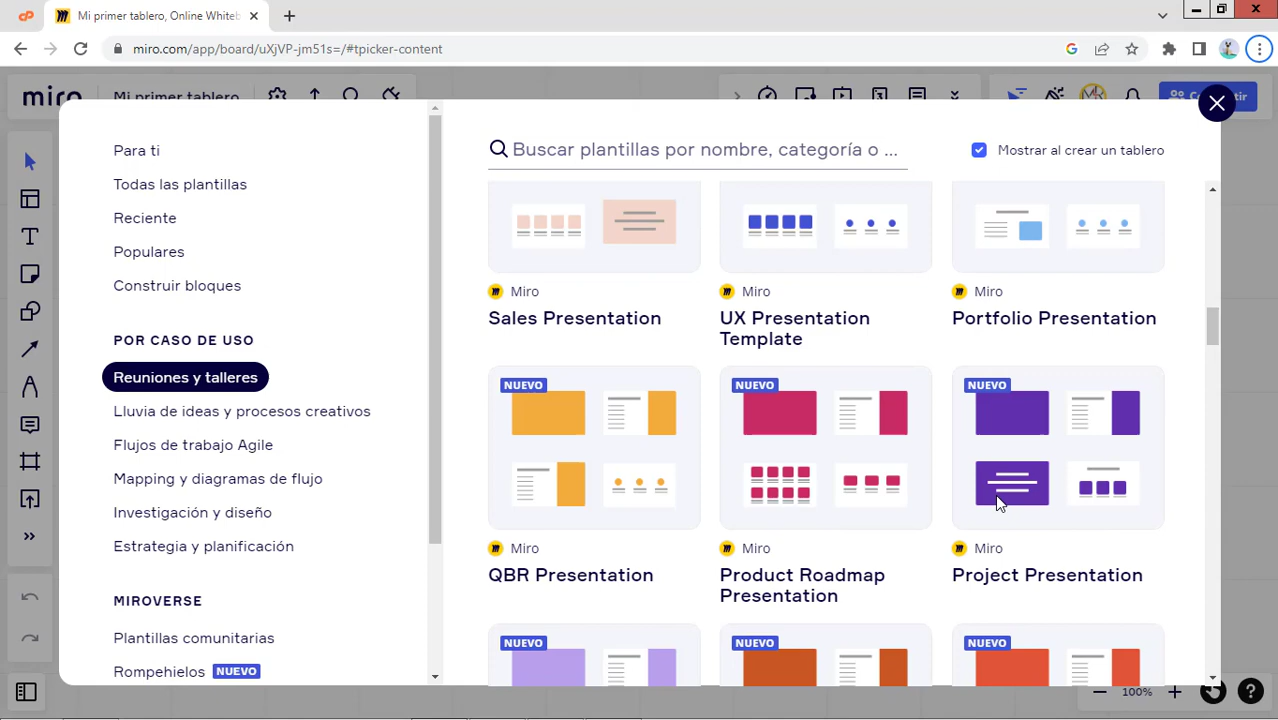 Mi primer tablero, Online Whiteb
miro.com/app/board/uXjVP-jm51s=/#tpicker-content
miro
Mi primer tablero
Para ti
Todas las plantillas
Reciente
Populares
Construir bloques
POR CASO DE USO
Reuniones y talleres
Lluvia de ideas y procesos creativos
Flujos de trabajo Agile
Mapping y diagramas de flujo
Investigación y diseño
Estrategia y planificación
MIROVERSE
Plantillas comunitarias
Rompehielos NUEVO
Buscar plantillas por nombre, categoría o ...
Mostrar al crear un tablero
Miro
Sales Presentation
Miro
UX Presentation
Template
Miro
Portfolio Presentation
NUEVO
Miro
QBR Presentation
NUEVO
Miro
Product Roadmap
Presentation
NUEVO
Miro
Project Presentation
NUEVO
NUEVO
NUEVO
100%